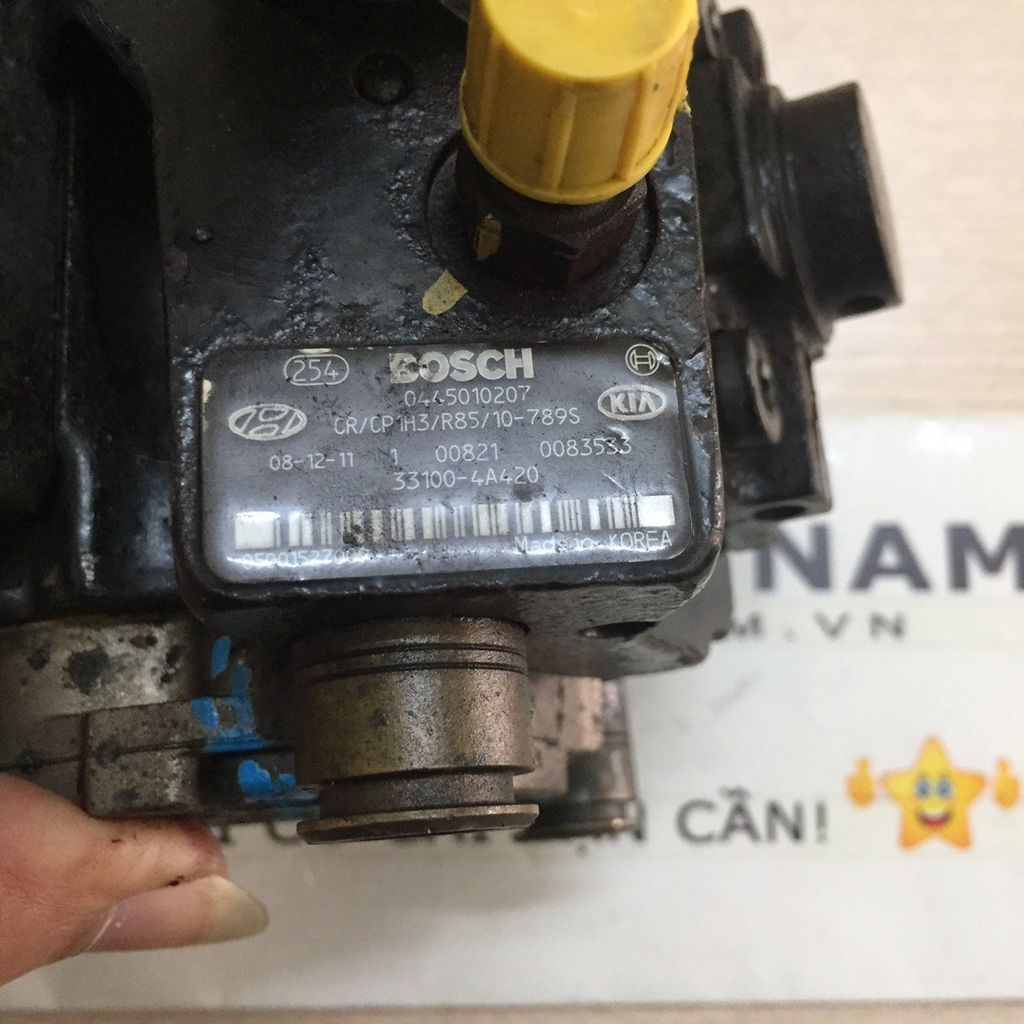 254 BOSCH
0445010207
KIA
CR/CP1H3/R85/10-789S
08-12-11 1 00821 0083533
33100-4A420
Made in KOREA
NAM
M.VN
CẦN!